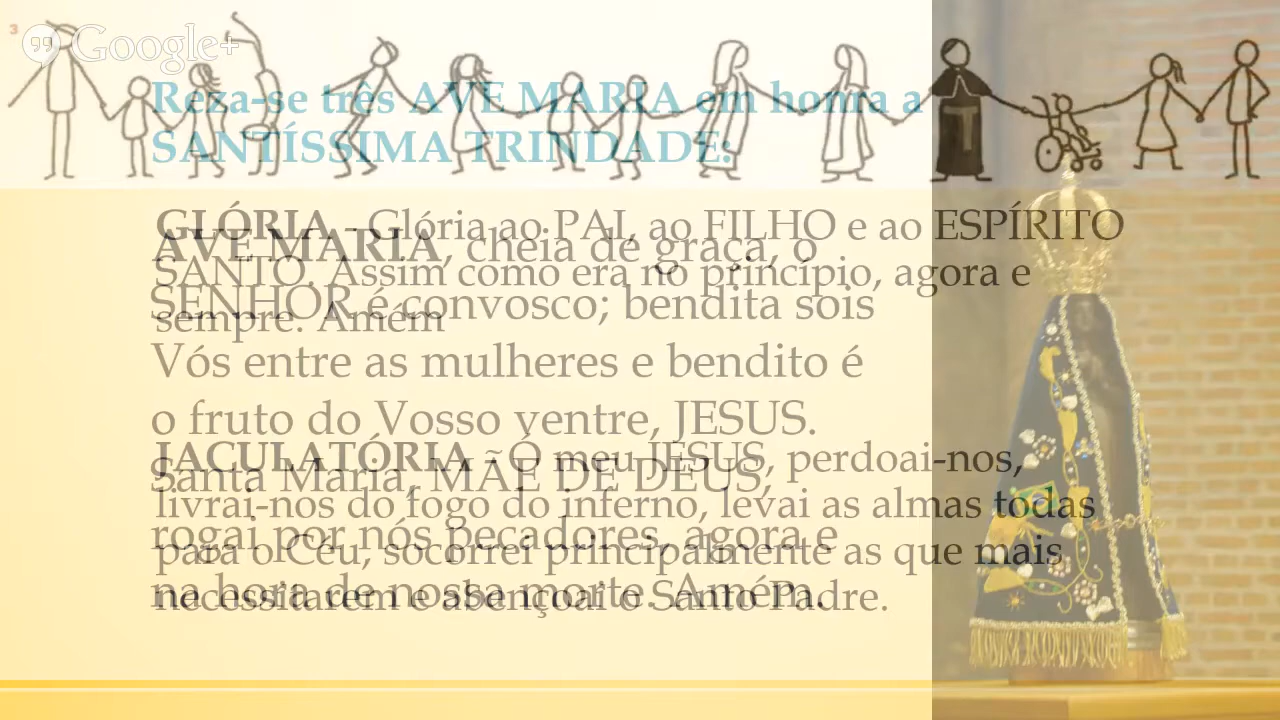 3
Google+
Reza-se três AVE MARIA em honra a
SANTÍSSIMA TRINDADE:
GLÓRIA - Glória ao PAI, ao FILHO e ao ESPÍRITO
SANTO. Assim como era no princípio, agora e
sempre. Amém
AVE MARIA, cheia de graça, o
SENHOR é convosco; bendita sois
Vós entre as mulheres e bendito é
o fruto do Vosso ventre, JESUS.
Santa Maria, MÃE DE DEUS,
rogai por nós pecadores, agora e
na hora de nossa morte. Amém.
JACULATÓRIA - Ó meu JESUS, perdoai-nos,
livrai-nos do fogo do inferno, levai as almas todas
para o Céu, socorrei principalmente as que mais
necessitarem e abençoai o Santo Padre.